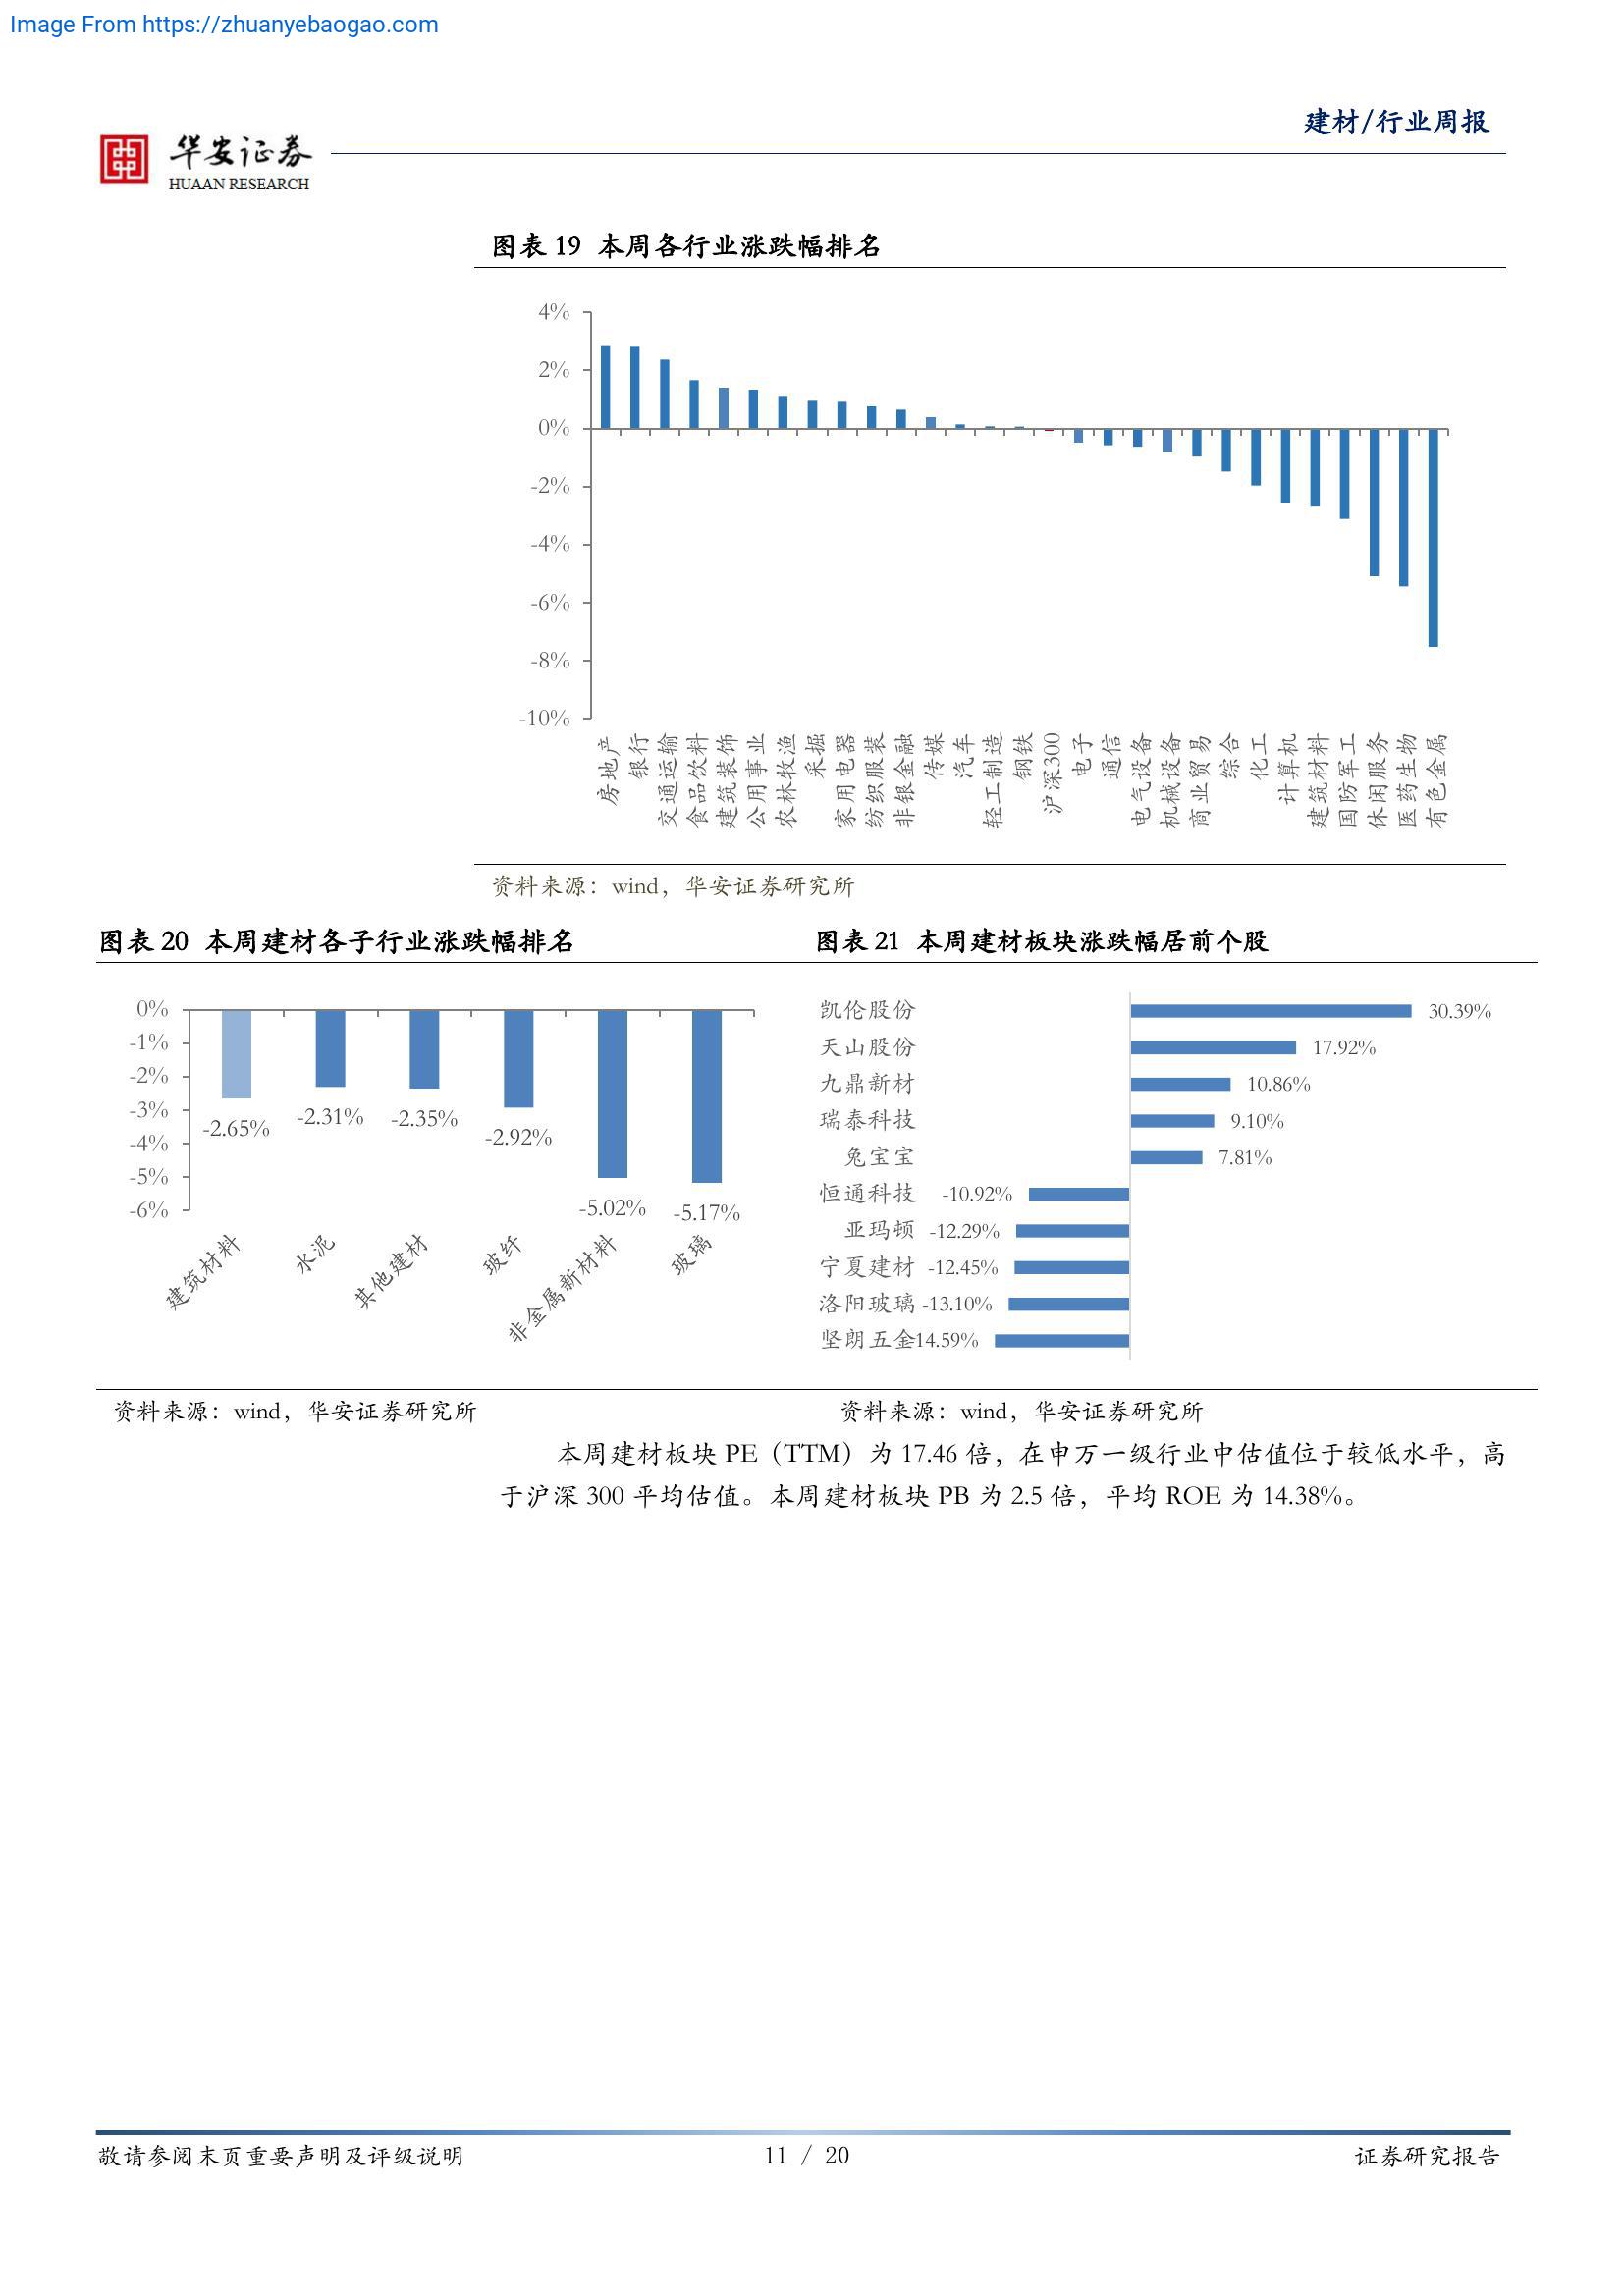 Image From https://zhuanyebaogao.com
建材/行业周报
华安证券
HUAAN RESEARCH
图表 19 本周各行业涨跌幅排名
4%
2%
0%
-2%
-4%
-6%
-8%
-10%
房地产
银行
交通运输
食品饮料
建筑装饰
公用事业
农林牧渔
采掘
家用电器
纺织服装
非银金融
传媒
汽车
轻工制造
钢铁
沪深300
电子
通信
电气设备
机械设备
商业贸易
综合
化工
计算机
建筑材料
国防军工
休闲服务
医药生物
有色金属
资料来源：wind，华安证券研究所
图表 20 本周建材各子行业涨跌幅排名
0%
-1%
-2%
-3%
-4%
-5%
-6%
-2.65%
-2.31%
-2.35%
-2.92%
-5.02%
-5.17%
建筑材料
水泥
其他建材
玻纤
非金属新材料
玻璃
资料来源：wind，华安证券研究所
图表 21 本周建材板块涨跌幅居前个股
凯伦股份 30.39%
天山股份 17.92%
九鼎新材 10.86%
瑞泰科技 9.10%
兔宝宝 7.81%
恒通科技 -10.92%
亚玛顿 -12.29%
宁夏建材 -12.45%
洛阳玻璃 -13.10%
坚朗五金14.59%
资料来源：wind，华安证券研究所
本周建材板块 PE（TTM）为 17.46 倍，在申万一级行业中估值位于较低水平，高
于沪深 300 平均估值。本周建材板块 PB 为 2.5 倍，平均 ROE 为 14.38%。
敬请参阅末页重要声明及评级说明
11 / 20
证券研究报告